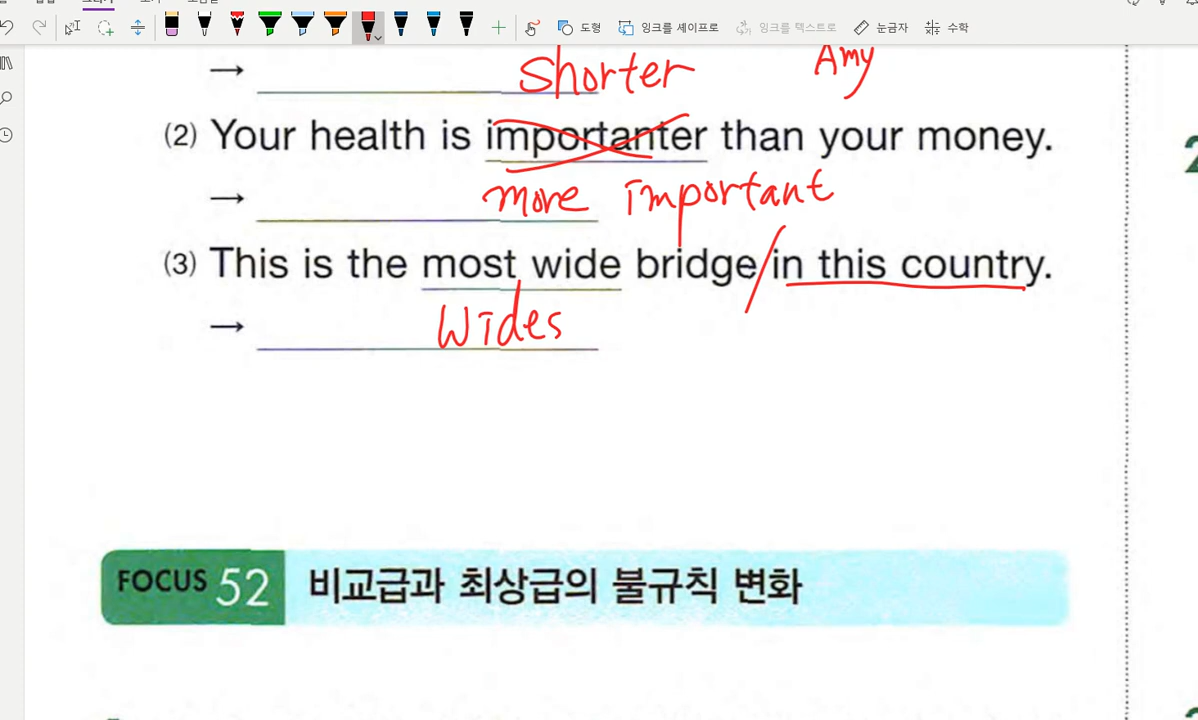 도형 잉크를 셰이프로 잉크를 텍스트로 눈금자 수학
→ Shorter Amy
(2) Your health is importanter than your money.
→ more important
(3) This is the most wide bridge/in this country.
→ Wides
2
FOCUS 52 비교급과 최상급의 불규칙 변화